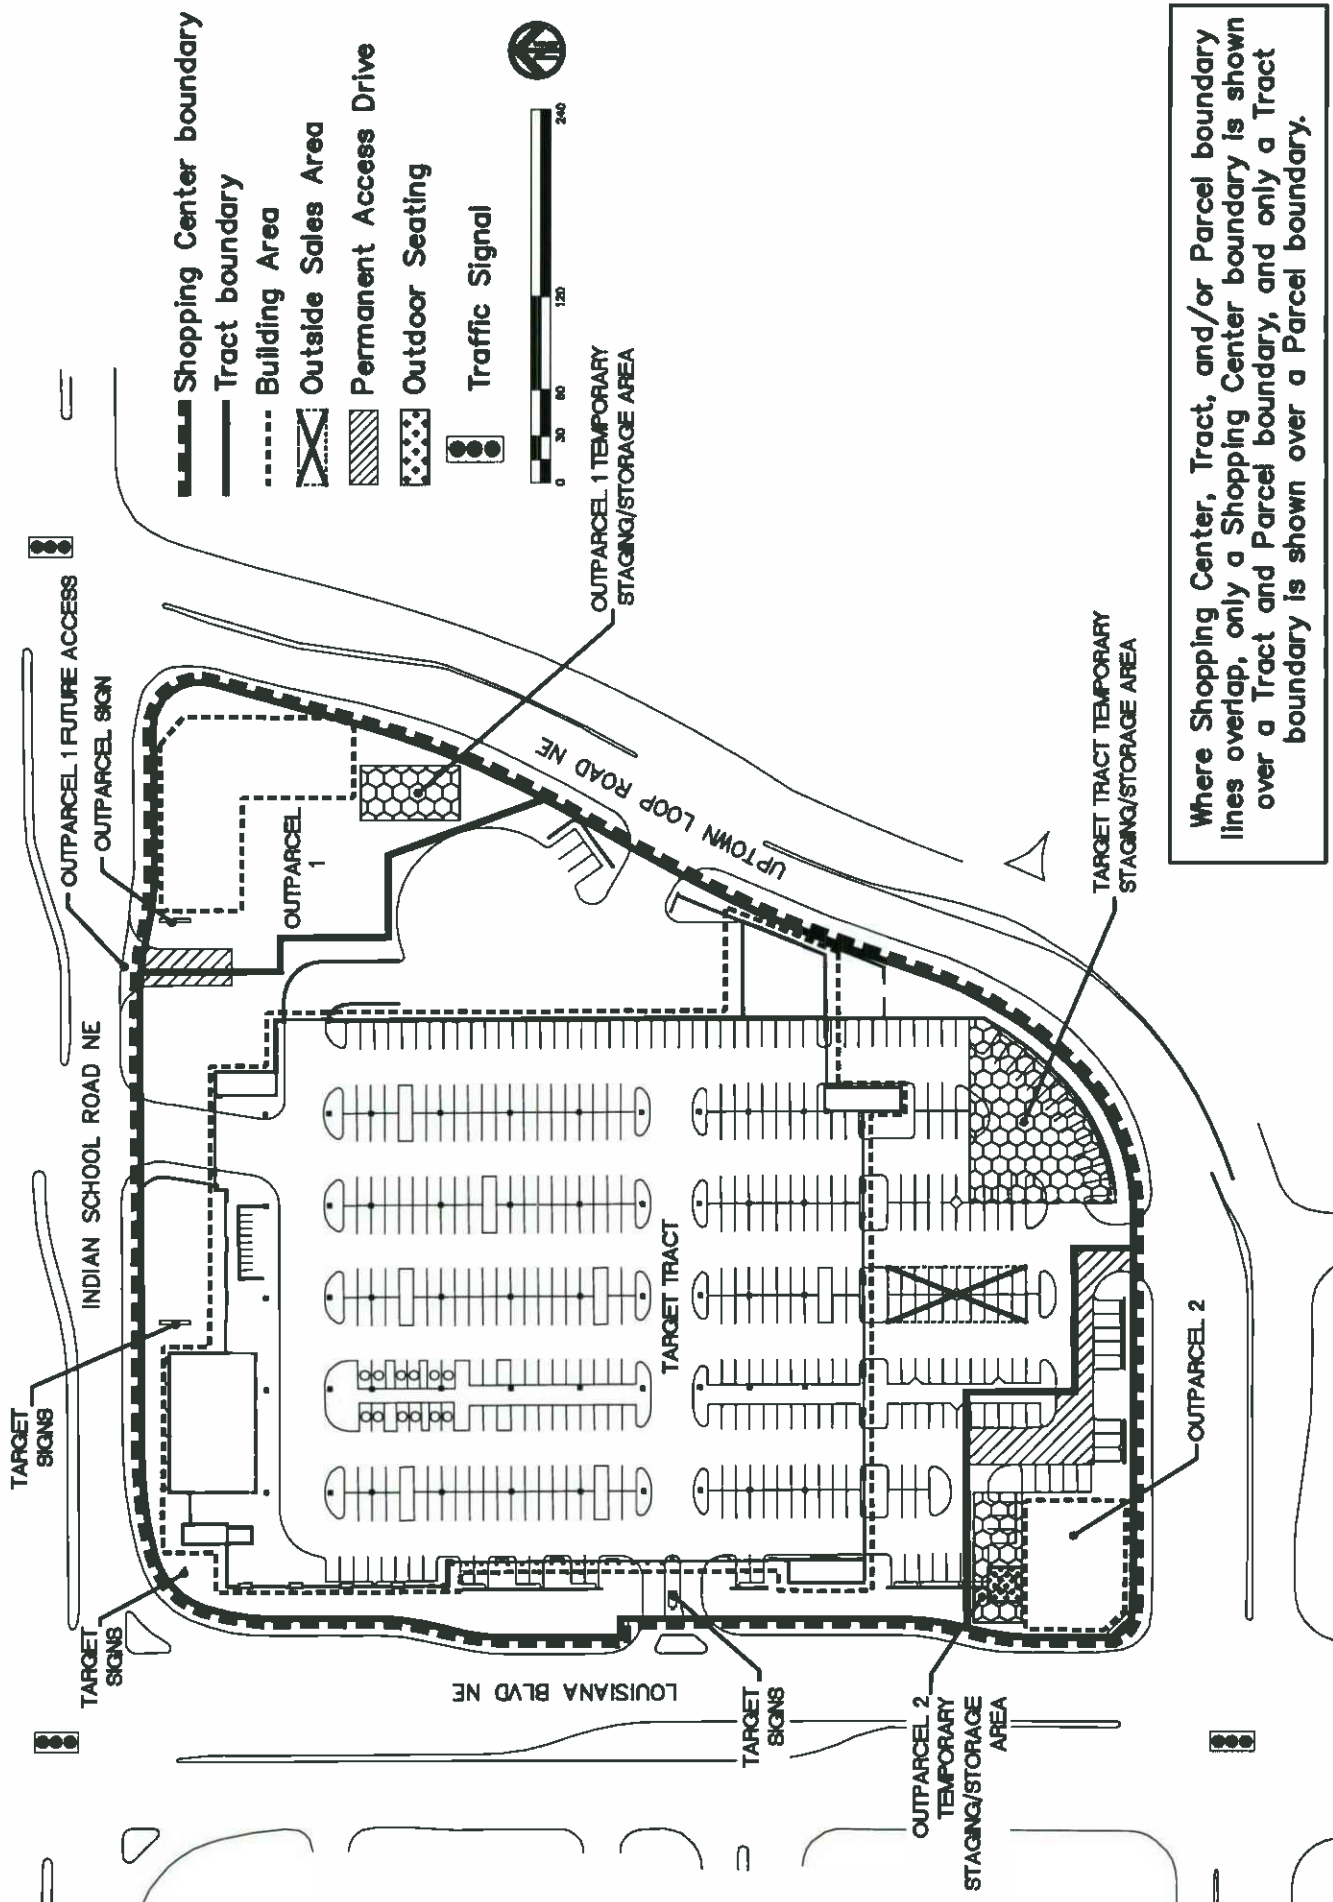 Shopping Center boundary
Tract boundary
Building Area
Outside Sales Area
Permanent Access Drive
Outdoor Seating
Traffic Signal
0 30 60 120 240
OUTPARCEL 1 FUTURE ACCESS
OUTPARCEL SIGN
OUTPARCEL 1 TEMPORARY
STAGING/STORAGE AREA
INDIAN SCHOOL ROAD NE
OUTPARCEL
1
UPTOWN LOOP ROAD NE
TARGET
SIGNS
TARGET
SIGNS
TARGET TRACT
TARGET TRACT TEMPORARY
STAGING/STORAGE AREA
LOUISIANA BLVD NE
TARGET
SIGNS
OUTPARCEL 2
OUTPARCEL 2
TEMPORARY
STAGING/STORAGE
AREA
Where Shopping Center, Tract, and/or Parcel boundary
lines overlap, only a Shopping Center boundary is shown
over a Tract and Parcel boundary, and only a Tract
boundary is shown over a Parcel boundary.